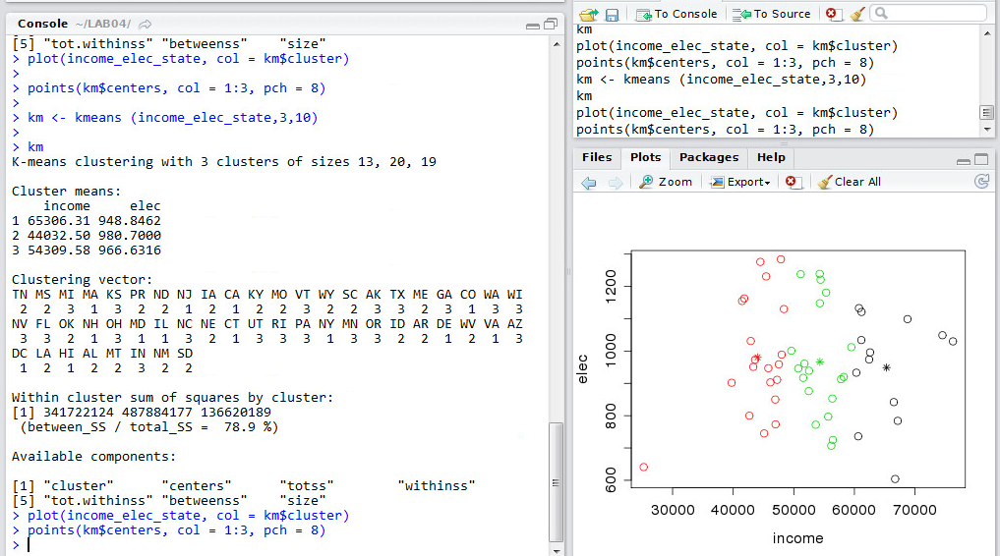 Console ~/LAB04/
[5] "tot.withinss" "betweenss" "size"
> plot(income_elec_state, col = km$cluster)
>
> points(km$centers, col = 1:3, pch = 8)
>
> km <- kmeans (income_elec_state,3,10)
>
> km
K-means clustering with 3 clusters of sizes 13, 20, 19
Cluster means:
income elec
1 65306.31 948.8462
2 44032.50 980.7000
3 54309.58 966.6316
Clustering vector:
TN MS MI MA KS PR ND NJ IA CA KY MO VT WY SC AK TX ME GA CO WA WI
2 2 3 1 3 2 2 1 2 1 2 2 3 2 2 1 3 2 3 1 3 3
NV FL OK NH OH MD IL NC NE CT UT RI PA NY MN OR ID AR DE WV VA AZ
3 3 2 1 3 1 1 3 2 1 3 3 3 1 3 3 2 2 1 2 1 3
DC LA HI AL MT IN NM SD
1 2 1 2 2 3 2 2
Within cluster sum of squares by cluster:
[1] 341722124 487884177 136620189
(between_SS / total_SS = 78.9 %)
Available components:
[1] "cluster" "centers" "totss" "withinss"
[5] "tot.withinss" "betweenss" "size"
> plot(income_elec_state, col = km$cluster)
> points(km$centers, col = 1:3, pch = 8)
>
To Console To Source
km
plot(income_elec_state, col = km$cluster)
points(km$centers, col = 1:3, pch = 8)
km <- kmeans (income_elec_state,3,10)
km
plot(income_elec_state, col = km$cluster)
points(km$centers, col = 1:3, pch = 8)
Files Plots Packages Help
Zoom Export Clear All
elec
1200
1000
800
600
30000 40000 50000 60000 70000
income